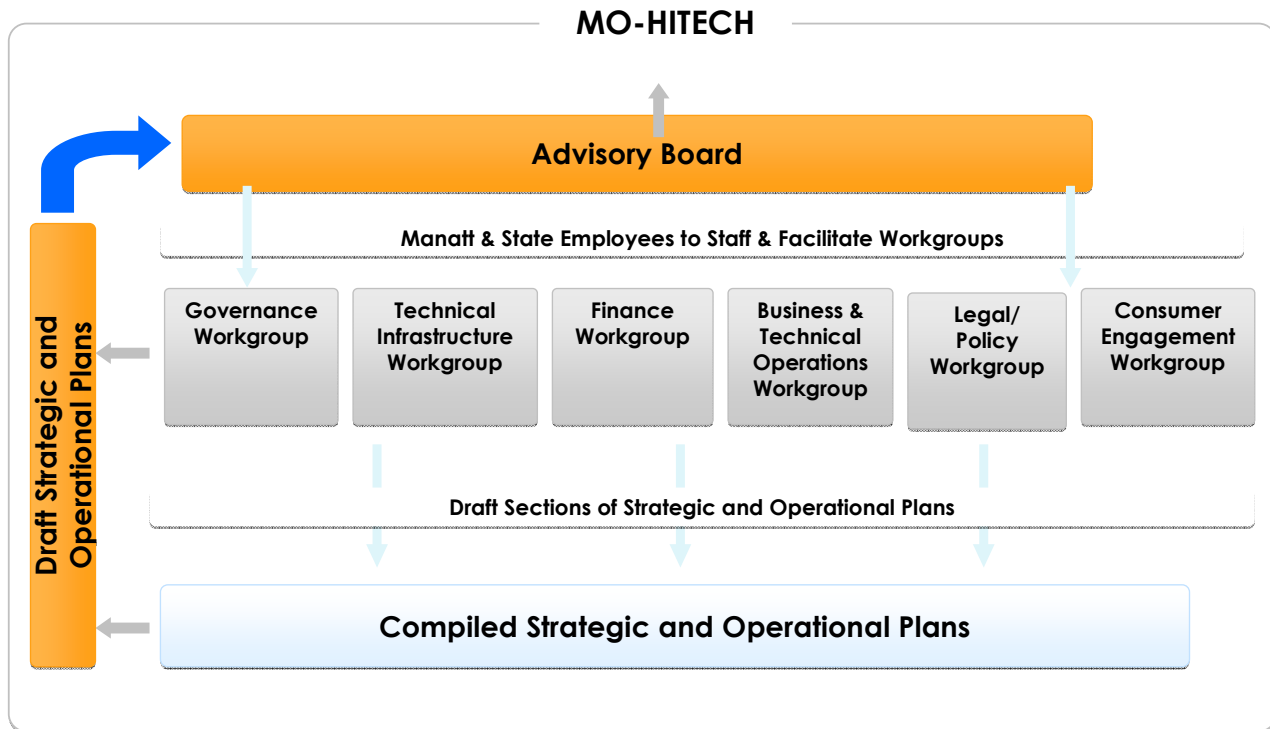 MO-HITECH
Advisory Board
Manatt & State Employees to Staff & Facilitate Workgroups
Governance
Workgroup
Technical
Infrastructure
Workgroup
Finance
Workgroup
Business &
Technical
Operations
Workgroup
Legal/
Policy
Workgroup
Consumer
Engagement
Workgroup
Draft Strategic and
Operational Plans
Draft Sections of Strategic and Operational Plans
Compiled Strategic and Operational Plans